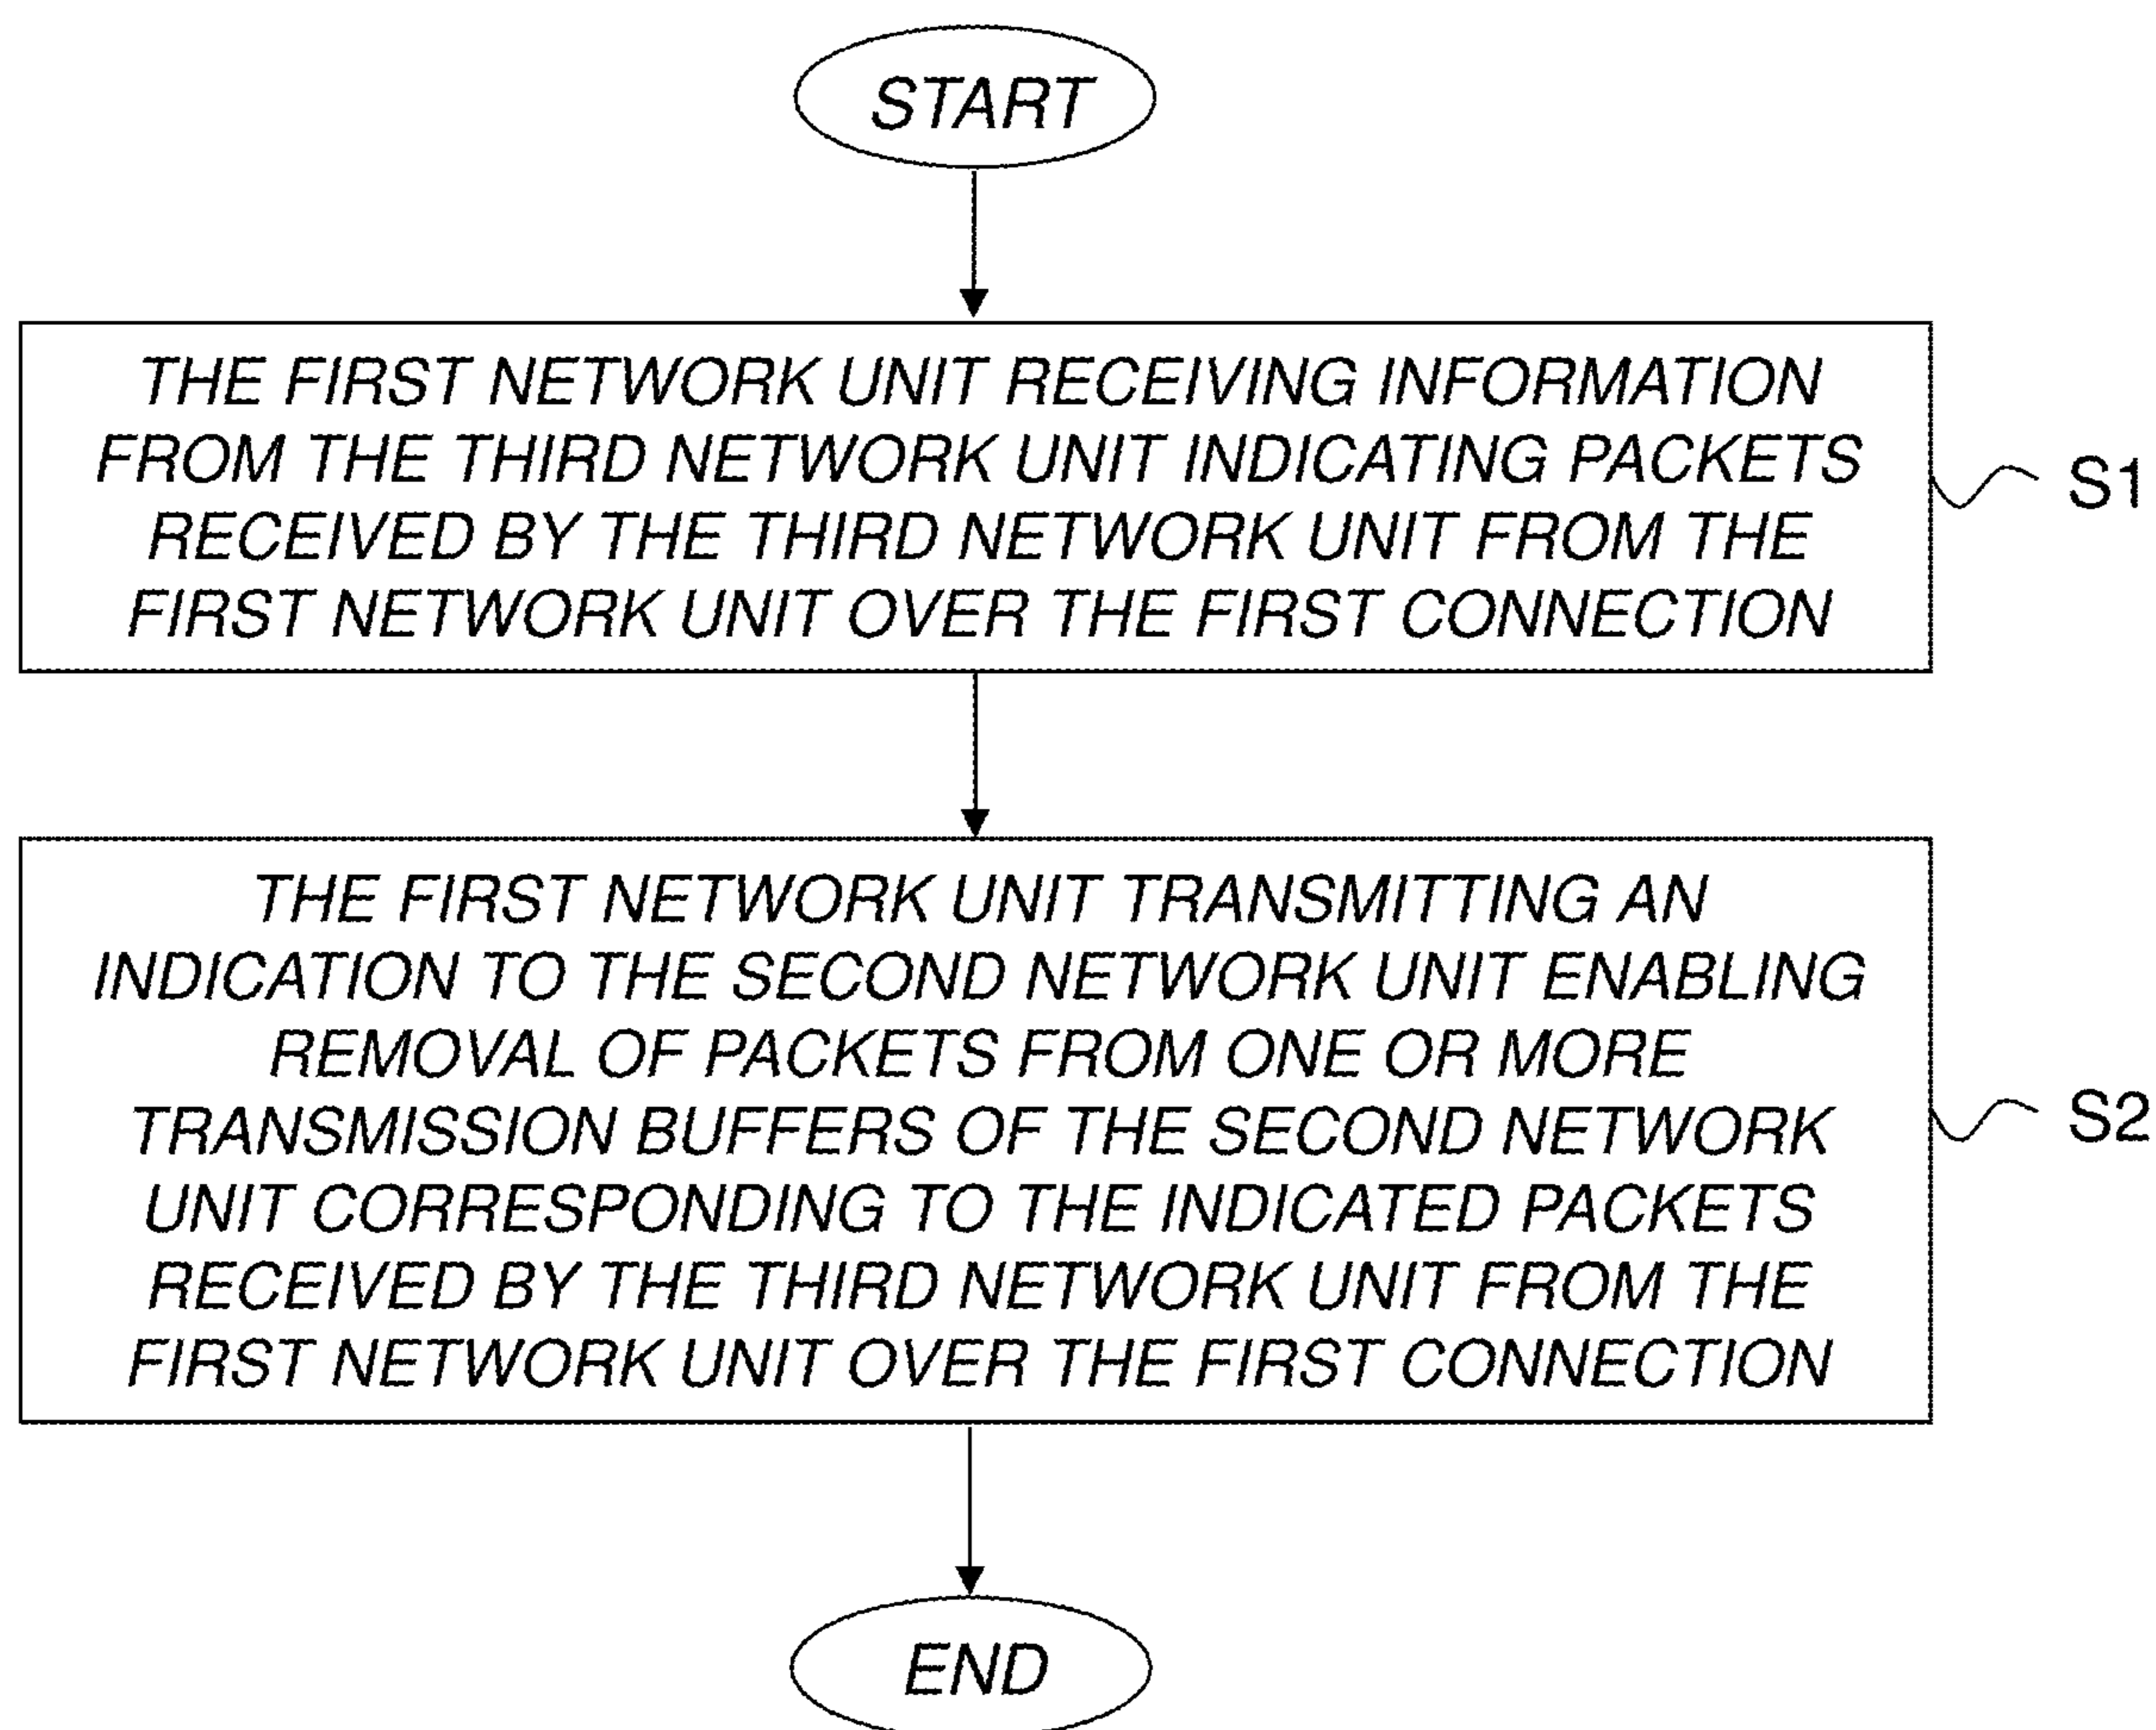 START
THE FIRST NETWORK UNIT RECEIVING INFORMATION
FROM THE THIRD NETWORK UNIT INDICATING PACKETS
RECEIVED BY THE THIRD NETWORK UNIT FROM THE
FIRST NETWORK UNIT OVER THE FIRST CONNECTION
S1
THE FIRST NETWORK UNIT TRANSMITTING AN
INDICATION TO THE SECOND NETWORK UNIT ENABLING
REMOVAL OF PACKETS FROM ONE OR MORE
TRANSMISSION BUFFERS OF THE SECOND NETWORK
UNIT CORRESPONDING TO THE INDICATED PACKETS
RECEIVED BY THE THIRD NETWORK UNIT FROM THE
FIRST NETWORK UNIT OVER THE FIRST CONNECTION
S2
END